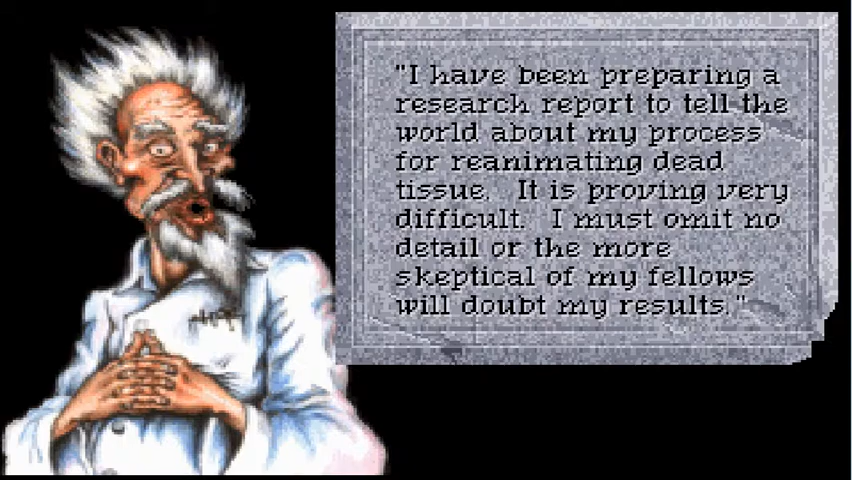 "I have been preparing a
research report to tell the
world about my process
for reanimating dead
tissue. It is proving very
difficult. I must omit no
detail or the more
skeptical of my fellows
will doubt my results."